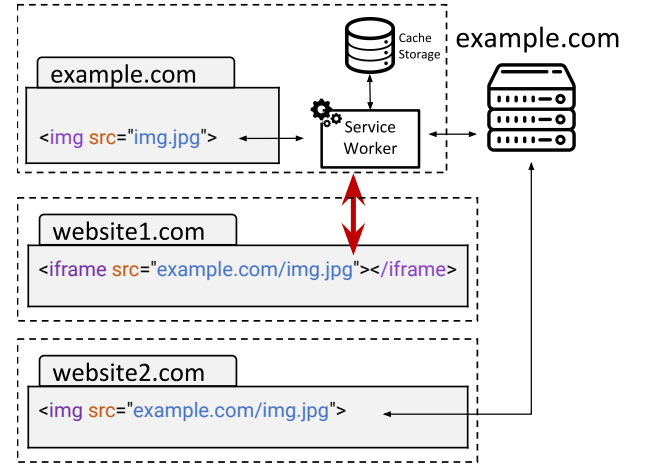 Cache
Storage
example.com
example.com
<img src="img.jpg">
Service
Worker
website1.com
<iframe src="example.com/img.jpg"></iframe>
website2.com
<img src="example.com/img.jpg">